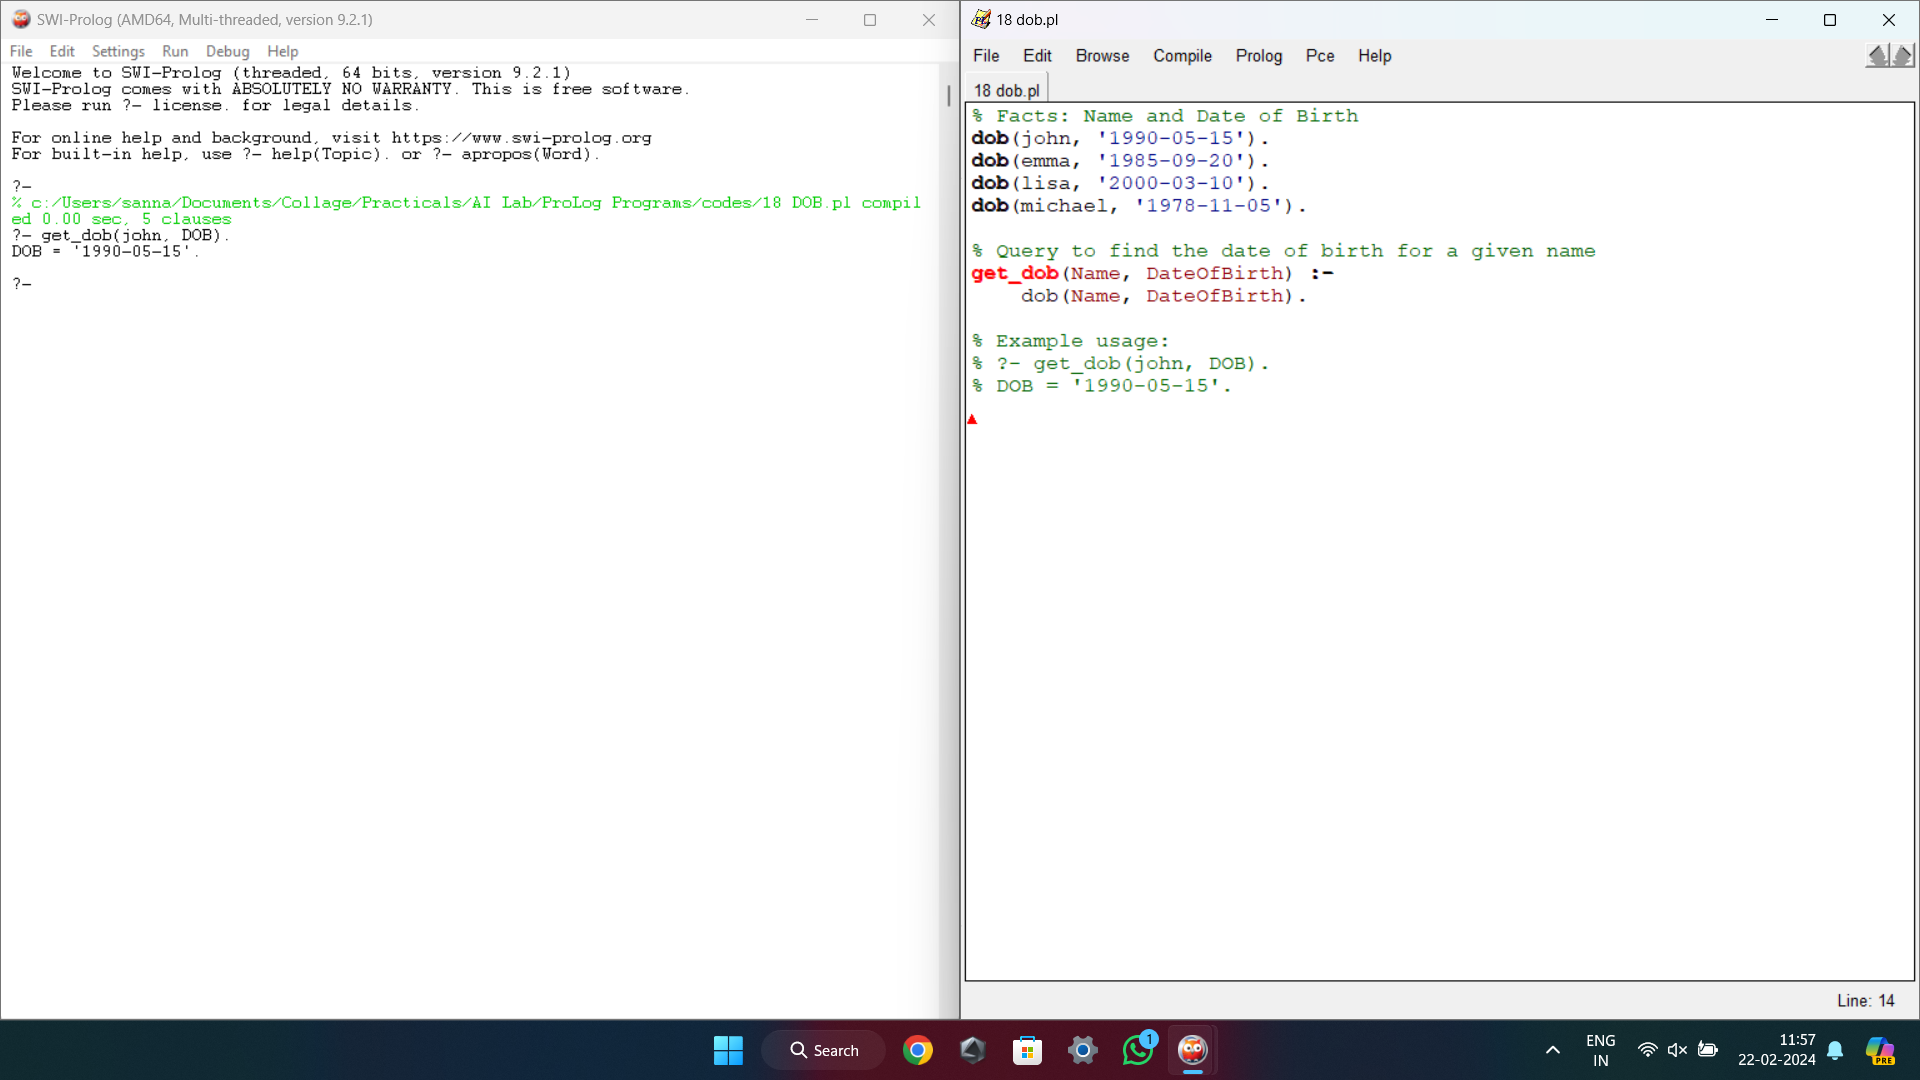 SWI-Prolog (AMD64, Multi-threaded, version 9.2.1)
File Edit Settings Run Debug Help
Welcome to SWI-Prolog (threaded, 64 bits, version 9.2.1)
SWI-Prolog comes with ABSOLUTELY NO WARRANTY. This is free software.
Please run ?- license. for legal details.
For online help and background, visit https://www.swi-prolog.org
For built-in help, use ?- help(Topic). or ?- apropos(Word).
?-
% c:/Users/sanna/Documents/Collage/Practicals/AI Lab/ProLog Programs/codes/18 DOB.pl compil
ed 0.00 sec, 5 clauses
?- get_dob(john, DOB).
DOB = '1990-05-15'.
?-
18 dob.pl
File Edit Browse Compile Prolog Pce Help
18 dob.pl
% Facts: Name and Date of Birth
dob(john, '1990-05-15').
dob(emma, '1985-09-20').
dob(lisa, '2000-03-10').
dob(michael, '1978-11-05').
% Query to find the date of birth for a given name
get_dob(Name, DateOfBirth) :-
dob(Name, DateOfBirth).
% Example usage:
% ?- get_dob(john, DOB).
% DOB = '1990-05-15'.
Line: 14
Search
1
ENG
IN
11:57
22-02-2024
PRE